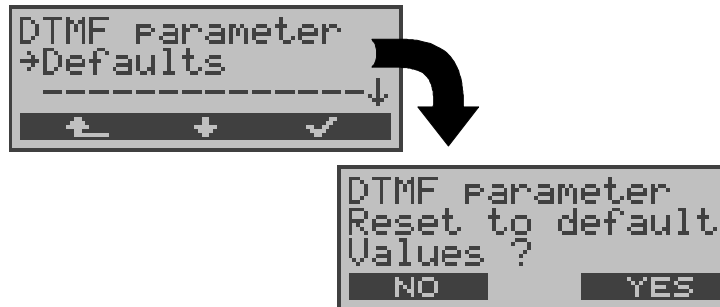 DTMF parameter
→Defaults
---------------↓
DTMF parameter
Reset to default
Values ?
NO YES